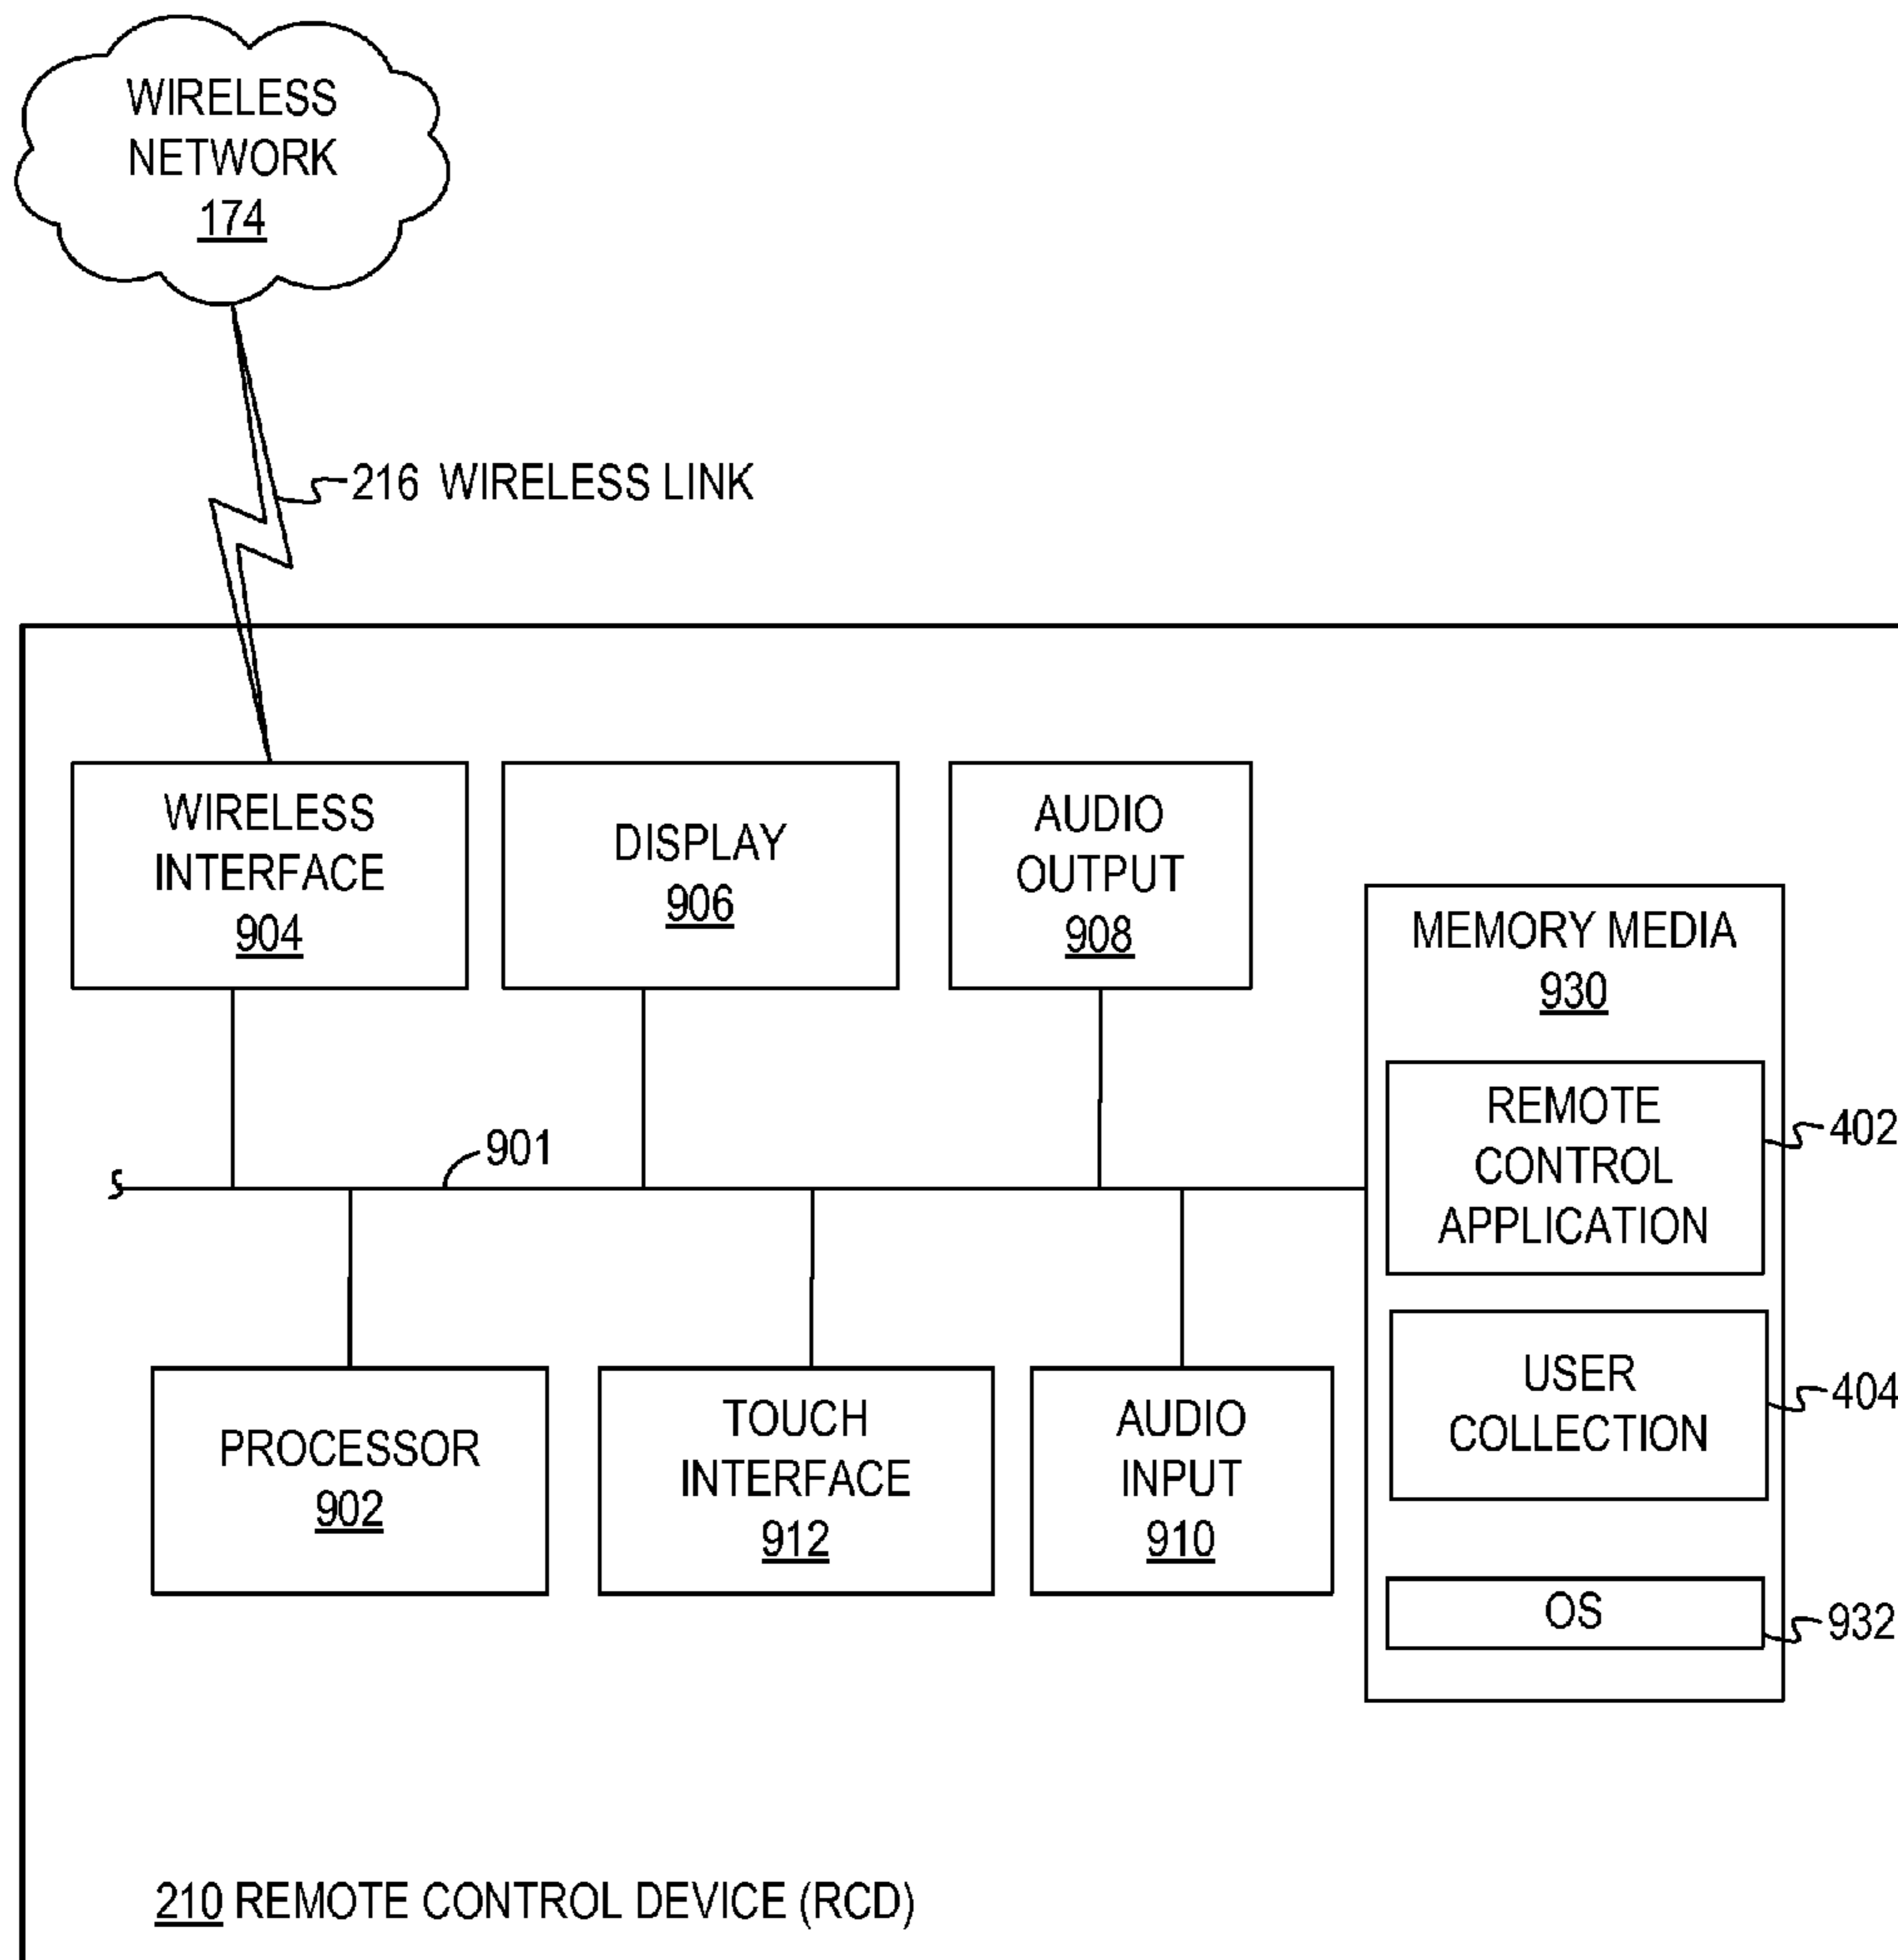 WIRELESS
NETWORK
174
216 WIRELESS LINK
WIRELESS
INTERFACE
904
DISPLAY
906
AUDIO
OUTPUT
908
MEMORY MEDIA
930
REMOTE
CONTROL
APPLICATION
402
901
USER
COLLECTION
404
PROCESSOR
902
TOUCH
INTERFACE
912
AUDIO
INPUT
910
OS
932
210 REMOTE CONTROL DEVICE (RCD)